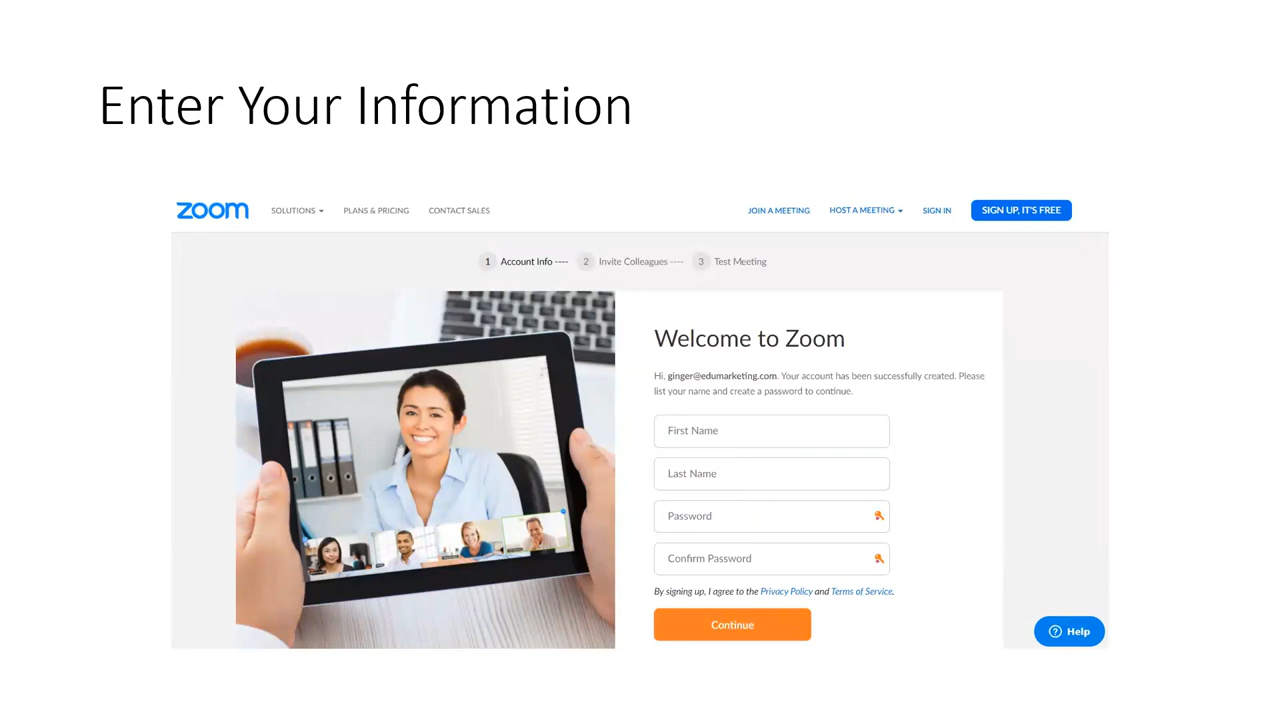 Enter Your Information
zoom SOLUTIONS PLANS & PRICING CONTACT SALES JOIN A MEETING HOST A MEETING SIGN IN SIGN UP, IT'S FREE
1 Account Info ---- 2 Invite Colleagues ---- 3 Test Meeting
Welcome to Zoom
Hi, ginger@edumarketing.com. Your account has been successfully created. Please
list your name and create a password to continue.
First Name
Last Name
Password
Confirm Password
By signing up, I agree to the Privacy Policy and Terms of Service.
Continue
Help